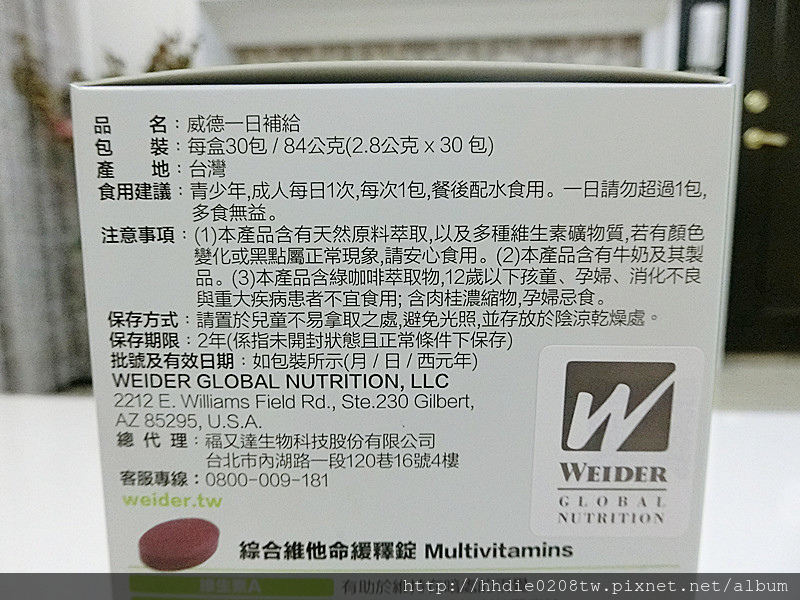 品 名：威德一日補給
包 裝：每盒30包 / 84公克(2.8公克 x 30 包)
產 地：台灣
食用建議：青少年,成人每日1次,每次1包,餐後配水食用。一日請勿超過1包,
多食無益。
注意事項：(1)本產品含有天然原料萃取,以及多種維生素礦物質,若有顏色
變化或黑點屬正常現象,請安心食用。(2)本產品含有牛奶及其製
品。(3)本產品含綠咖啡萃取物,12歲以下孩童、孕婦、消化不良
與重大疾病患者不宜食用; 含肉桂濃縮物,孕婦忌食。
保存方式：請置於兒童不易拿取之處,避免光照,並存放於陰涼乾燥處。
保存期限：2年(係指未開封狀態且正常條件下保存)
批號及有效日期：如包裝所示(月 / 日 / 西元年)
WEIDER GLOBAL NUTRITION, LLC
2212 E. Williams Field Rd., Ste.230 Gilbert,
AZ 85295, U.S.A.
總 代 理：福又達生物科技股份有限公司
台北市內湖路一段120巷16號4樓
客服專線：0800-009-181
weider.tw
W
WEIDER
GLOBAL
NUTRITION
綜合維他命緩釋錠 Multivitamins
維生素A
有助於維持
http://hhdie0208tw.pixnet.net/album